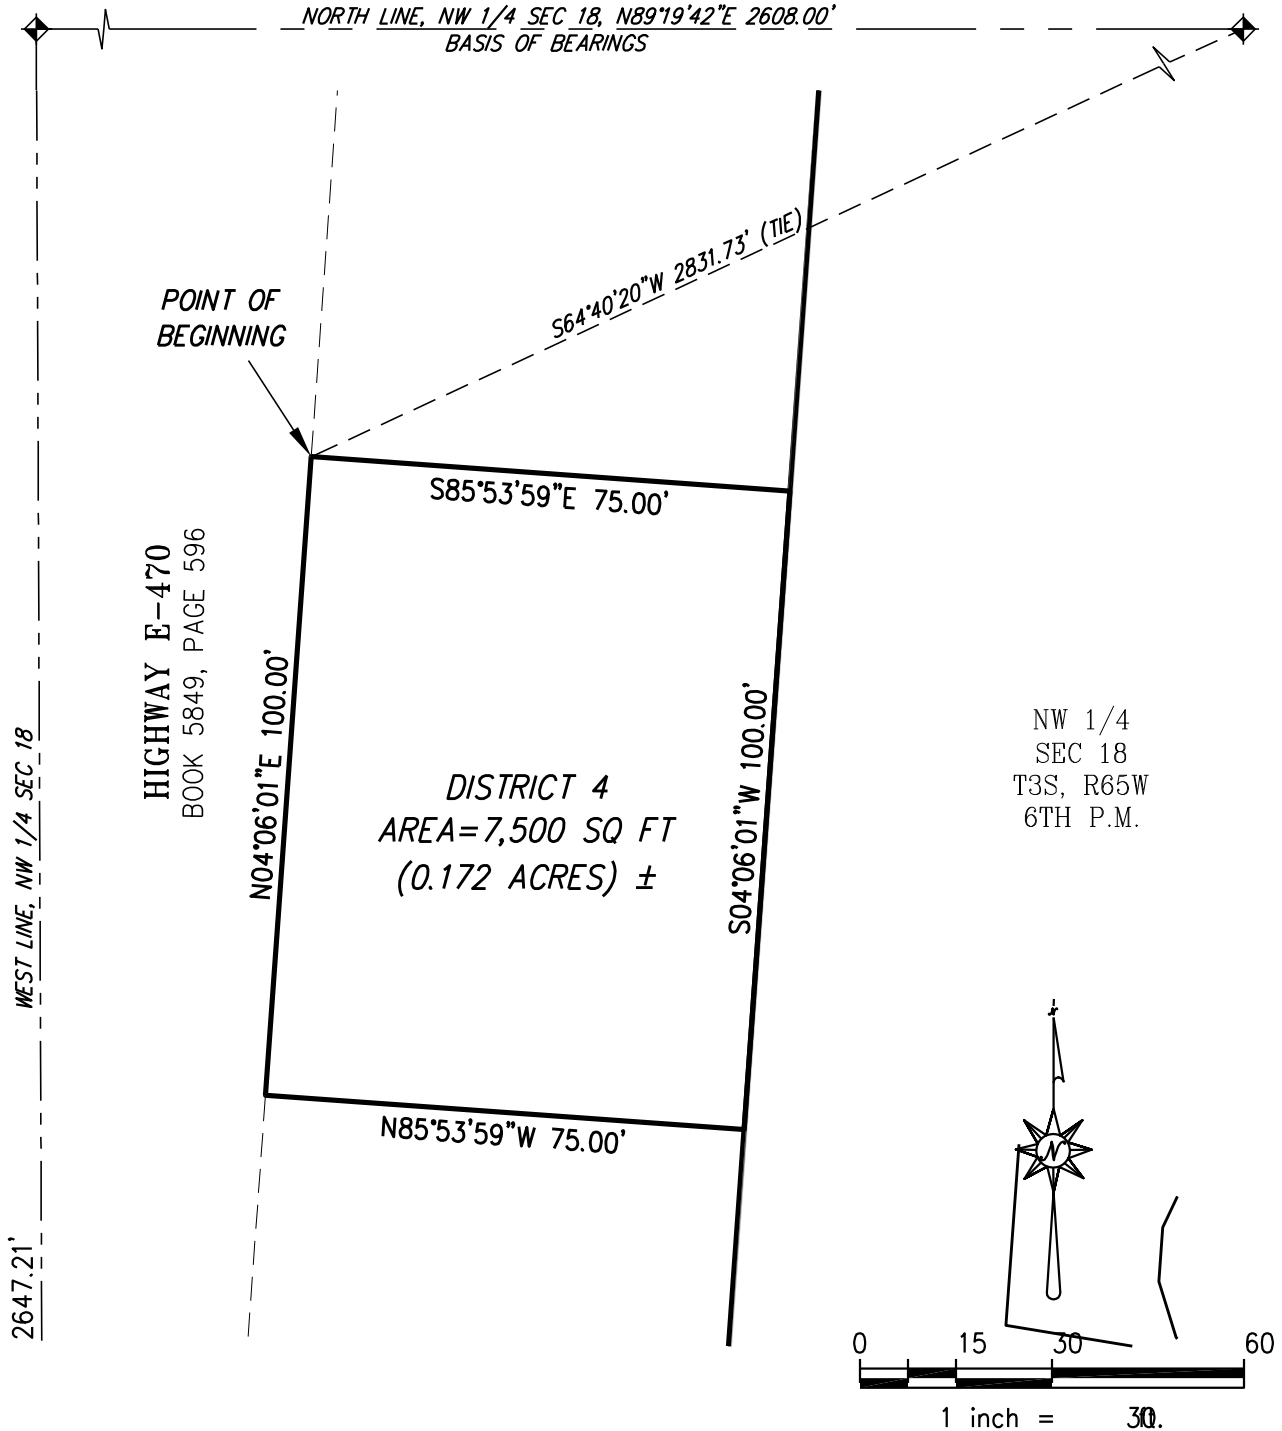 NORTH LINE, NW 1/4 SEC 18, N89°19'42"E 2608.00'
BASIS OF BEARINGS
S64°40'20"W 2831.73' (TIE)
POINT OF
BEGINNING
S85°53'59"E 75.00'
HIGHWAY E-470
BOOK 5849, PAGE 596
N04°06'01"E 100.00'
S04°06'01"W 100.00'
DISTRICT 4
AREA=7,500 SQ FT
(0.172 ACRES) ±
NW 1/4
SEC 18
T3S, R65W
6TH P.M.
WEST LINE, NW 1/4 SEC 18
2647.21'
N85°53'59"W 75.00'
N
0 15 30 60
1 inch = 30 ft.